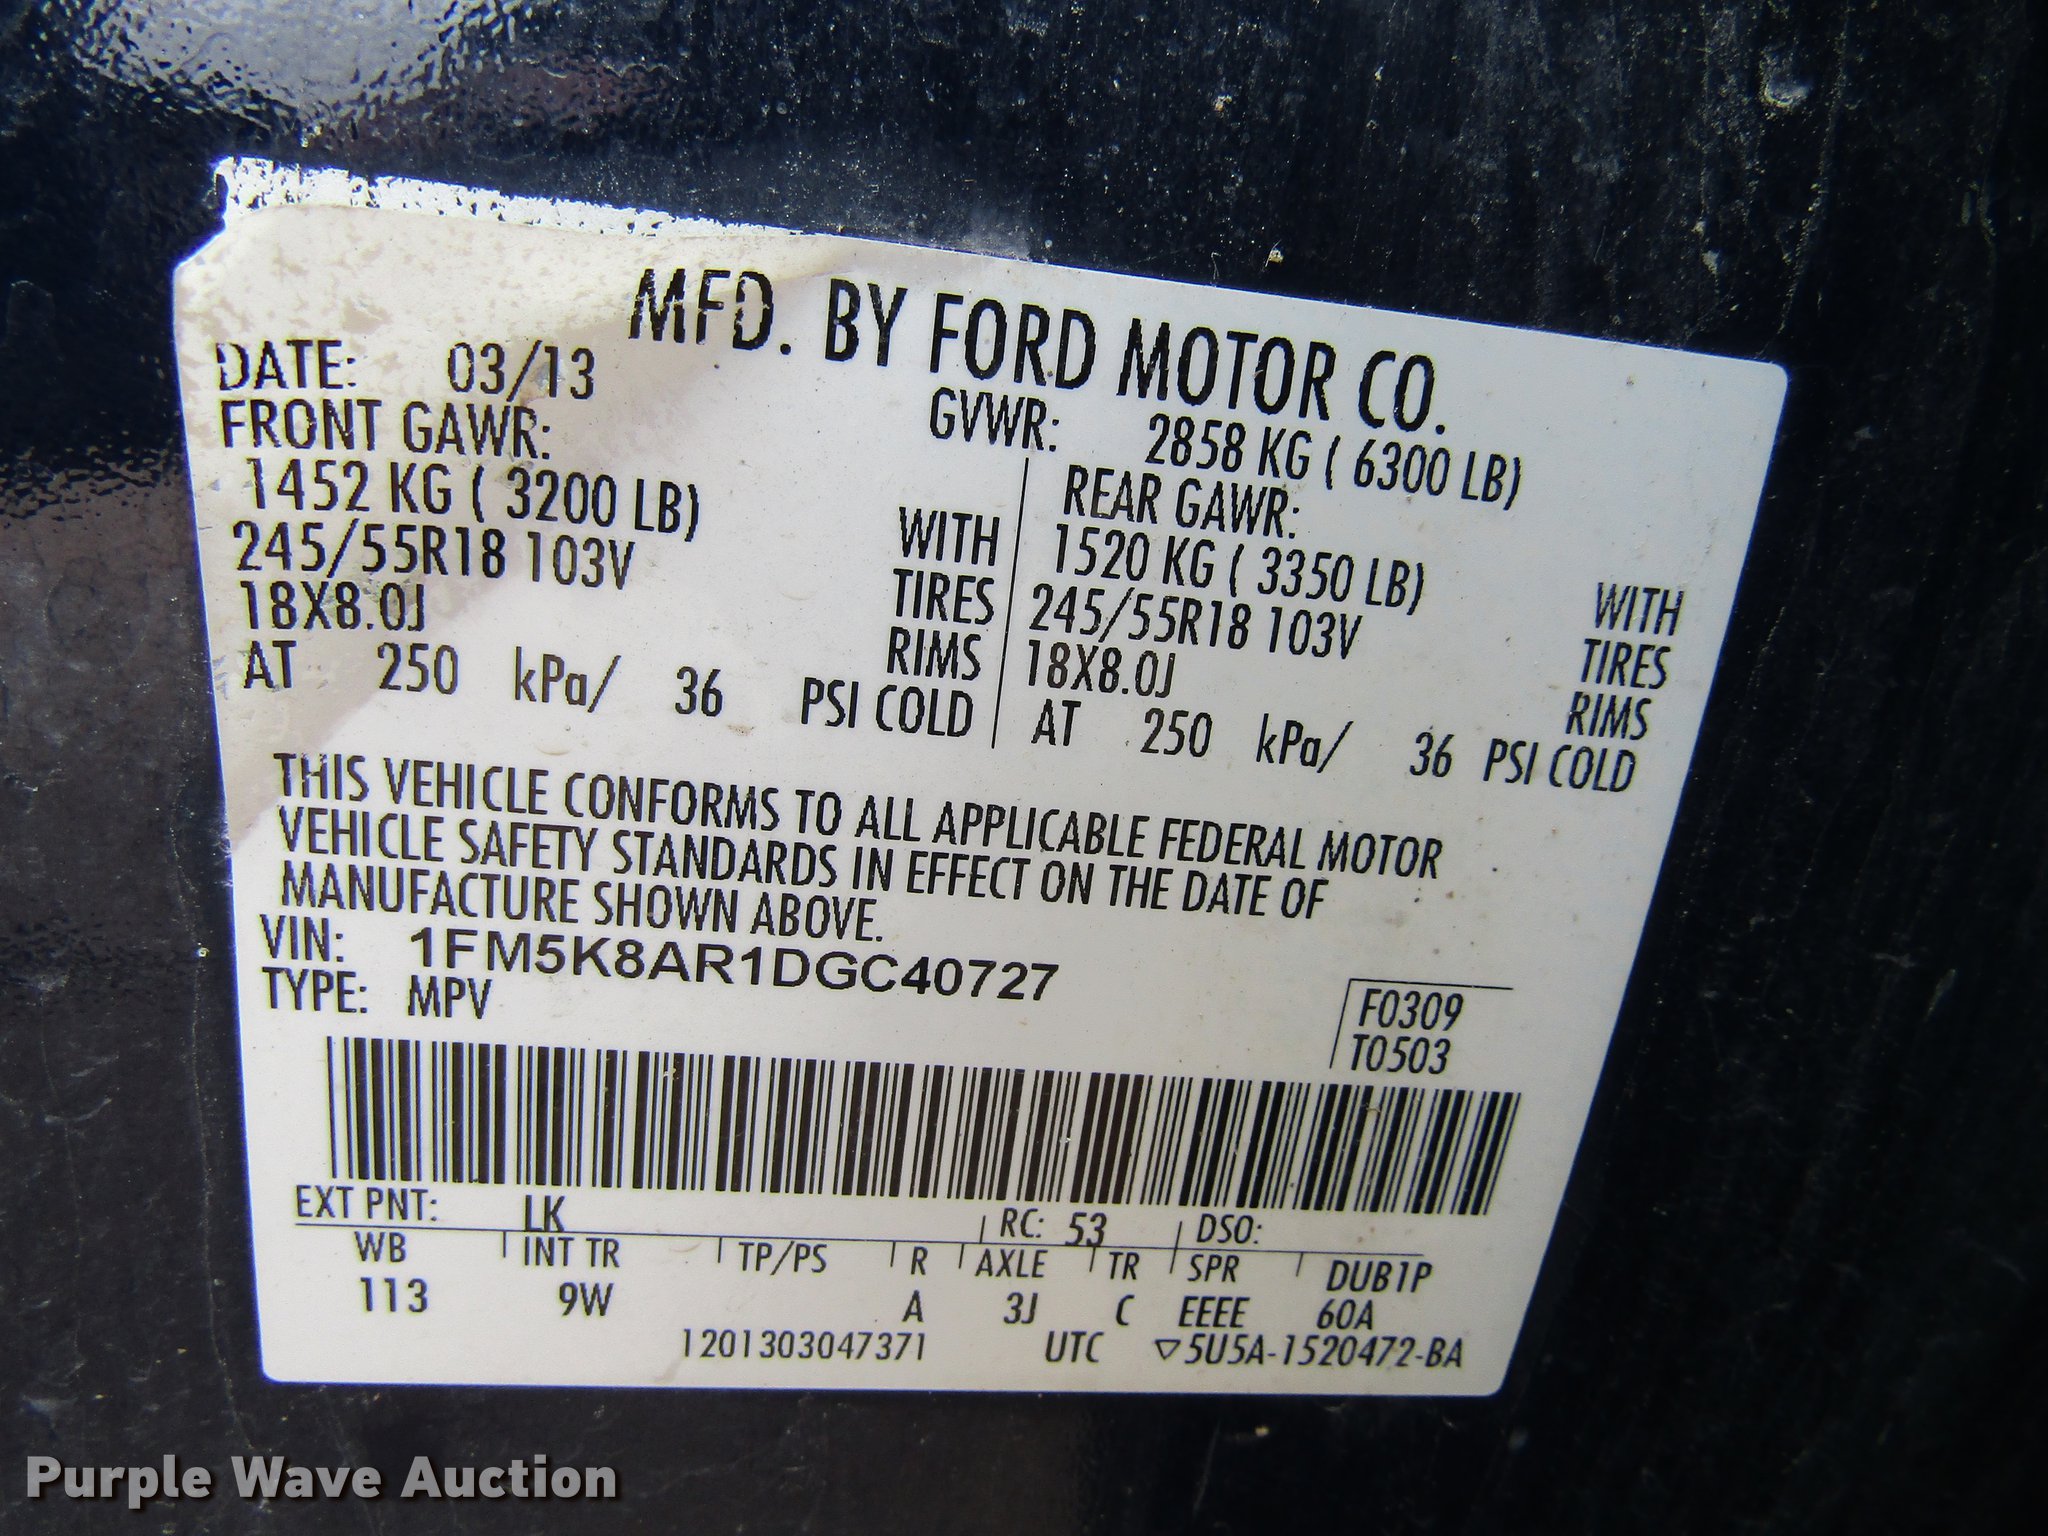 MFD. BY FORD MOTOR CO.
DATE: 03/13 GVWR: 2858 KG ( 6300 LB)
FRONT GAWR: REAR GAWR:
1452 KG ( 3200 LB) WITH 1520 KG ( 3350 LB) WITH
245/55R18 103V TIRES 245/55R18 103V TIRES
18X8.0J RIMS 18X8.0J RIMS
AT 250 kPa/ 36 PSI COLD AT 250 kPa/ 36 PSI COLD
THIS VEHICLE CONFORMS TO ALL APPLICABLE FEDERAL MOTOR
VEHICLE SAFETY STANDARDS IN EFFECT ON THE DATE OF
MANUFACTURE SHOWN ABOVE.
VIN: 1FM5K8AR1DGC40727
TYPE: MPV
F0309
T0503
EXT PNT: LK RC: 53 DSO:
WB INT TR TP/PS R AXLE TR SPR DUB1P
113 9W A 3J C EEEE 60A
1201303047371 UTC ▽5U5A-1520472-BA
Purple Wave Auction